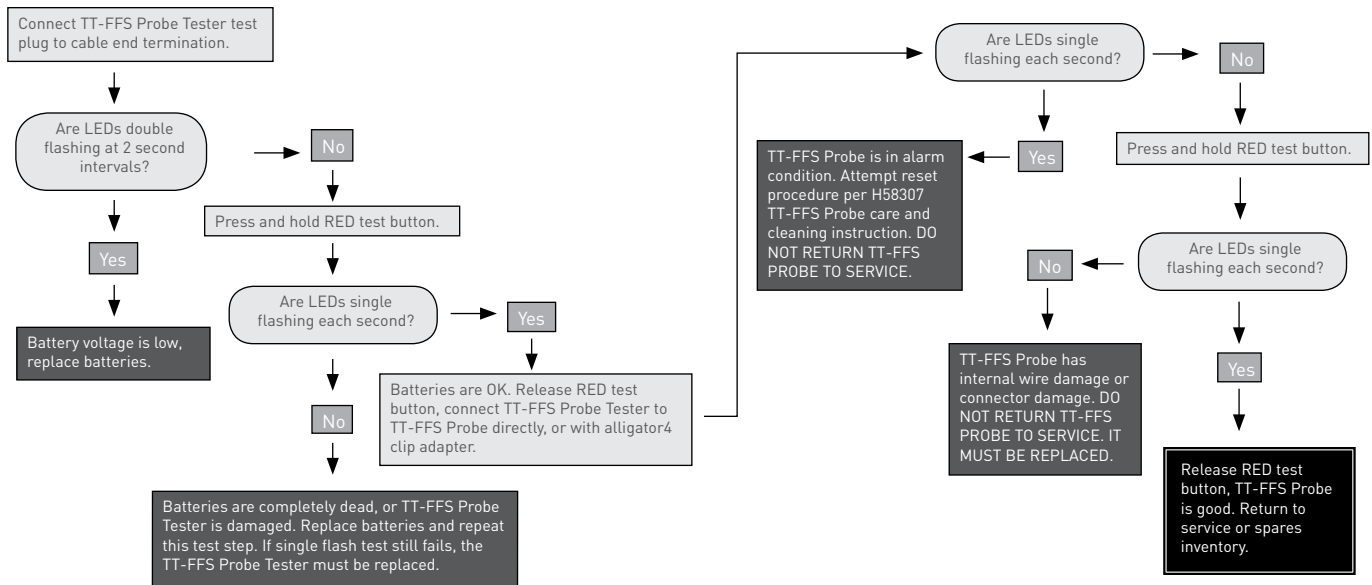 Connect TT-FFS Probe Tester test
plug to cable end termination.
Are LEDs double
flashing at 2 second
intervals?
No
Yes
Press and hold RED test button.
Battery voltage is low,
replace batteries.
Are LEDs single
flashing each second?
Yes
No
Batteries are OK. Release RED test
button, connect TT-FFS Probe Tester to
TT-FFS Probe directly, or with alligator4
clip adapter.
Batteries are completely dead, or TT-FFS Probe
Tester is damaged. Replace batteries and repeat
this test step. If single flash test still fails, the
TT-FFS Probe Tester must be replaced.
Are LEDs single
flashing each second?
No
Yes
TT-FFS Probe is in alarm
condition. Attempt reset
procedure per H58307
TT-FFS Probe care and
cleaning instruction. DO
NOT RETURN TT-FFS
PROBE TO SERVICE.
Press and hold RED test button.
Are LEDs single
flashing each second?
No
Yes
TT-FFS Probe has
internal wire damage or
connector damage. DO
NOT RETURN TT-FFS
PROBE TO SERVICE. IT
MUST BE REPLACED.
Release RED test
button, TT-FFS Probe
is good. Return to
service or spares
inventory.